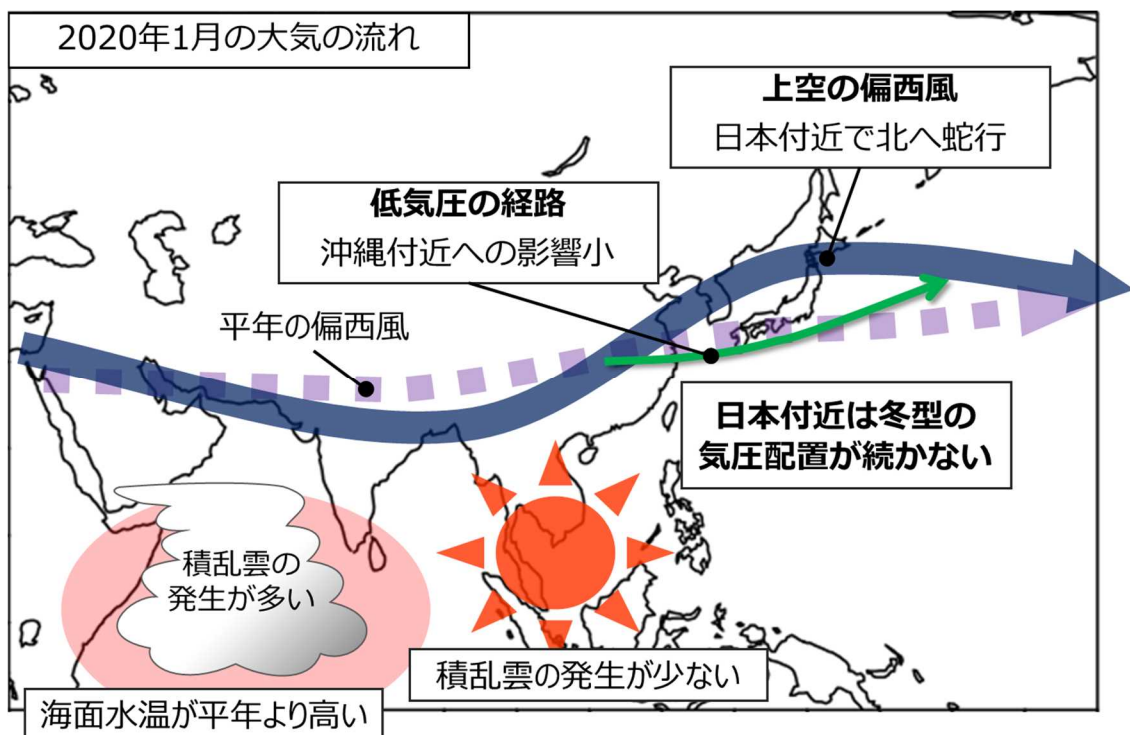 2020年1月の大気の流れ
上空の偏西風
日本付近で北へ蛇行
低気圧の経路
沖縄付近への影響小
平年の偏西風
日本付近は冬型の
気圧配置が続かない
積乱雲の
発生が多い
積乱雲の発生が少ない
海面水温が平年より高い